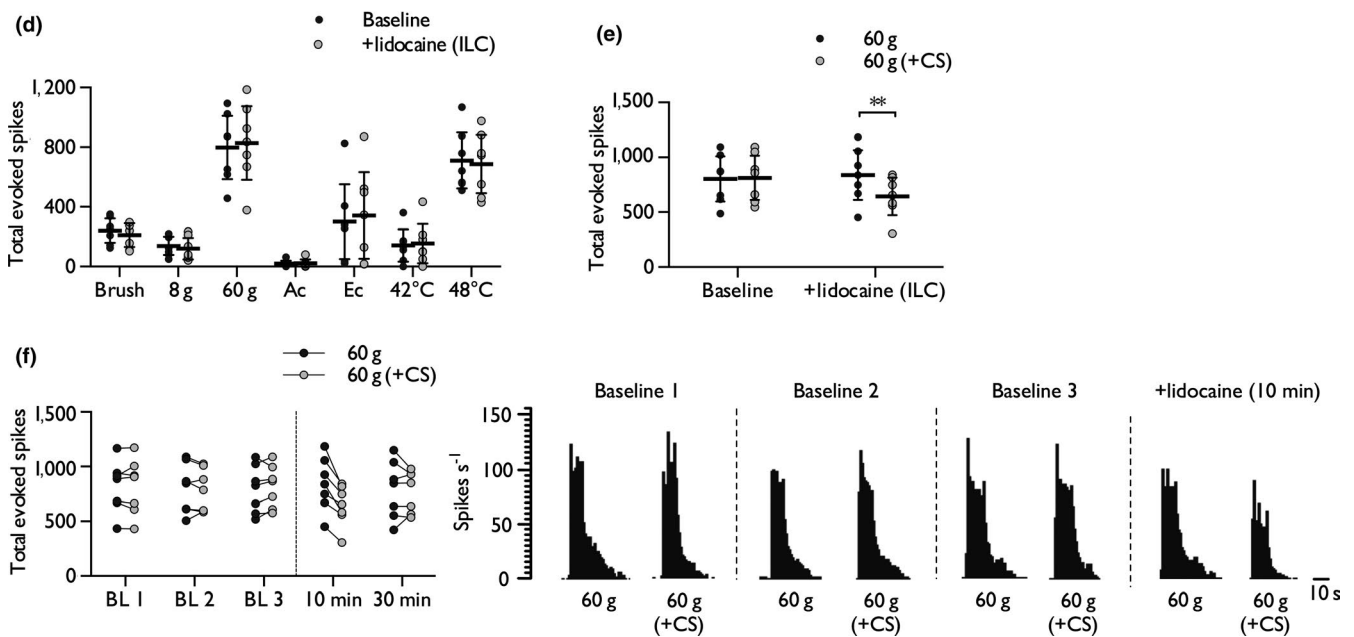 (d)
Baseline
+lidocaine (ILC)
Total evoked spikes
1,200
800
400
0
Brush 8 g 60 g Ac Ec 42°C 48°C
(e)
60 g
60 g (+CS)
Total evoked spikes
1,500
**
1,000
500
0
Baseline +lidocaine (ILC)
(f)
60 g
60 g (+CS)
Total evoked spikes
1,500
1,000
500
0
BL 1 BL 2 BL 3 10 min 30 min
Baseline 1 Baseline 2 Baseline 3 +lidocaine (10 min)
Spikes s⁻¹
150
100
50
0
60 g 60 g 60 g 60 g 60 g 60 g 60 g 60 g 10 s
(+CS) (+CS) (+CS) (+CS)